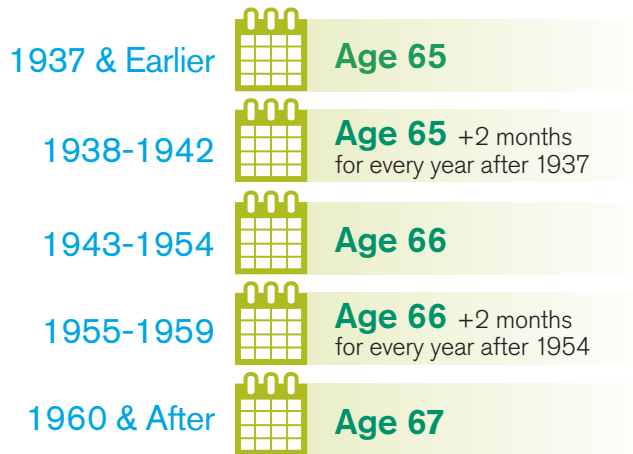 1937 & Earlier
Age 65
1938-1942
Age 65 +2 months
for every year after 1937
1943-1954
Age 66
1955-1959
Age 66 +2 months
for every year after 1954
1960 & After
Age 67